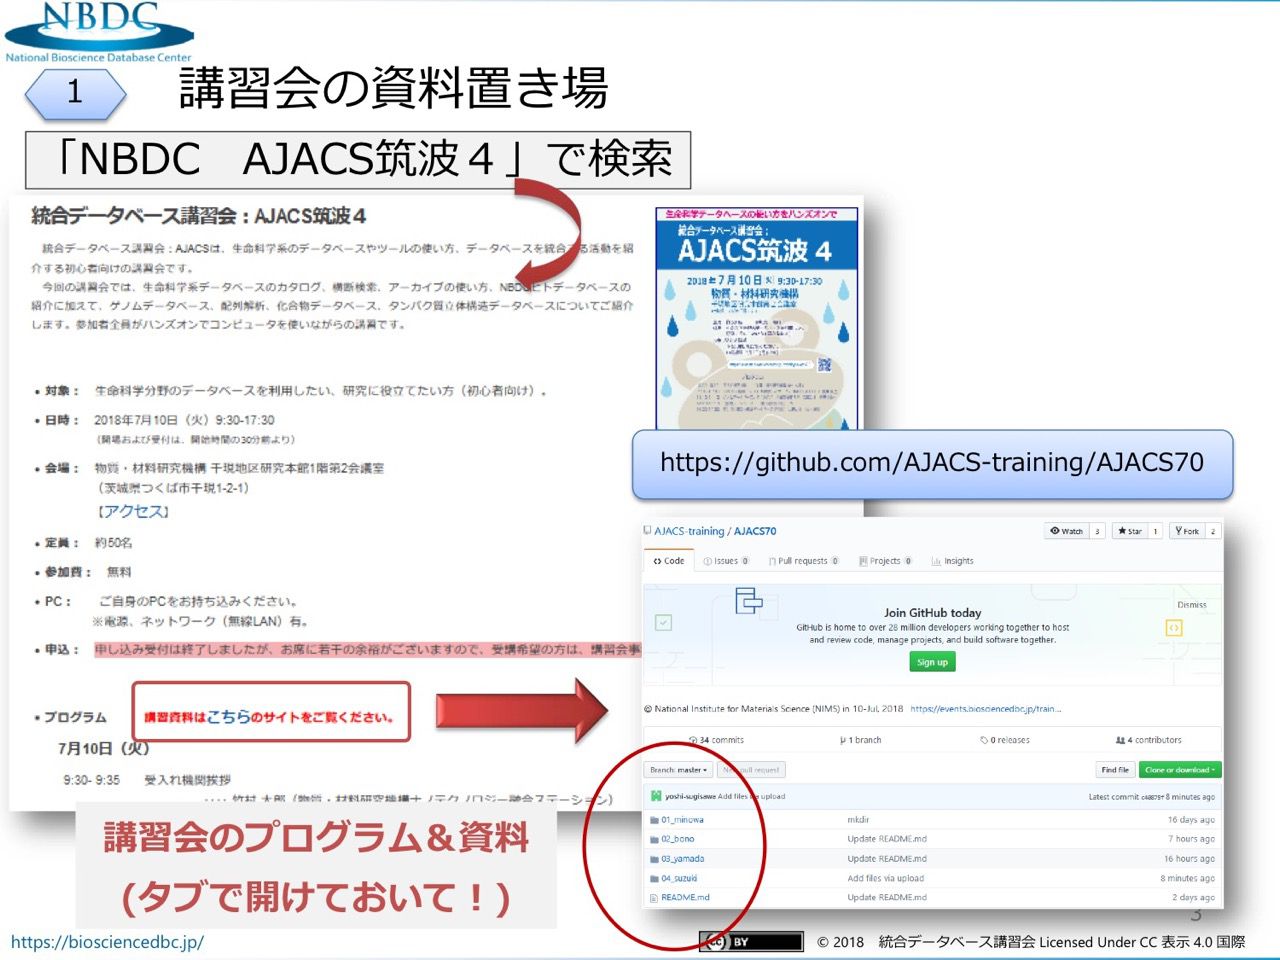 NBDC
National Bioscience Database Center
1
講習会の資料置き場
「NBDC　AJACS筑波４」で検索
統合データベース講習会：AJACS筑波４
統合データベース講習会：AJACSは、生命科学系のデータベースやツールの使い方、データベースを統合する活動を紹
介する初心者向けの講習会です。
今回の講習会では、生命科学系データベースのカタログ、横断検索、アーカイブの使い方、NBDCヒトデータベースの
紹介に加えて、ゲノムデータベース、配列解析、化合物データベース、タンパク質立体構造データベースについてご紹介
します。参加者全員がハンズオンでコンピュータを使いながらの講習です。
・対象： 生命科学分野のデータベースを利用したい、研究に役立てたい方（初心者向け）。
・日時： 2018年7月10日（火）9:30-17:30
（開場および受付は、開始時間の30分前より）
・会場： 物質・材料研究機構 千現地区研究本館1階第2会議室
（茨城県つくば市千現1-2-1）
【アクセス】
・定員： 約50名
・参加費： 無料
・PC： ご自身のPCをお持ち込みください。
※電源、ネットワーク（無線LAN）有。
・申込： 申し込み受付は終了しましたが、お席に若干の余裕がございますので、受講希望の方は、講習会事
・プログラム 講習資料はこちらのサイトをご覧ください。
7月10日（火）
9:30- 9:35 受入れ機関挨拶
竹村 太郎（物質・材料研究機構ナノテクノロジー融合ステーション）
生命科学データベースの使い方をハンズオンで
統合データベース講習会：
AJACS筑波 4
2018年7月10日 9:30-17:30
物質・材料研究機構
https://github.com/AJACS-training/AJACS70
AJACS-training / AJACS70
Watch 3 Star 1 Fork 2
Code Issues 0 Pull requests 0 Projects 0 Insights
Join GitHub today
Dismiss
GitHub is home to over 28 million developers working together to host
and review code, manage projects, and build software together.
Sign up
© National Institute for Materials Science (NIMS) in 10-Jul, 2018 https://events.biosciencedbc.jp/train...
34 commits 1 branch 0 releases 4 contributors
Branch: master New pull request Find file Clone or download
yoshi-sugisawa Add files via upload Latest commit 8 minutes ago
01_minowa mkdir 16 days ago
02_bono Update README.md 7 hours ago
03_yamada Update README.md 16 hours ago
04_suzuki Add files via upload 8 minutes ago
README.md Update README.md 2 days ago
講習会のプログラム＆資料
(タブで開けておいて！)
3
https://biosciencedbc.jp/
cc BY
© 2018　統合データベース講習会 Licensed Under CC 表示 4.0 国際